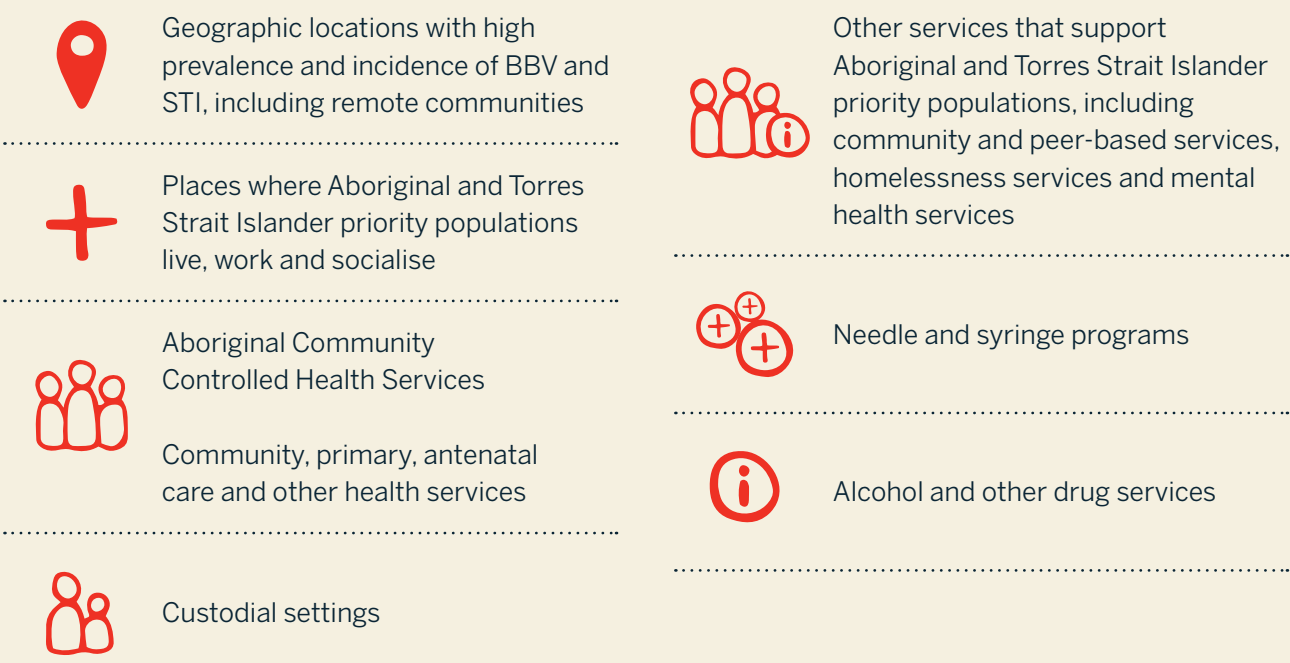 Geographic locations with high
prevalence and incidence of BBV and
STI, including remote communities
Places where Aboriginal and Torres
Strait Islander priority populations
live, work and socialise
Aboriginal Community
Controlled Health Services
Community, primary, antenatal
care and other health services
Custodial settings
Other services that support
Aboriginal and Torres Strait Islander
priority populations, including
community and peer-based services,
homelessness services and mental
health services
Needle and syringe programs
Alcohol and other drug services